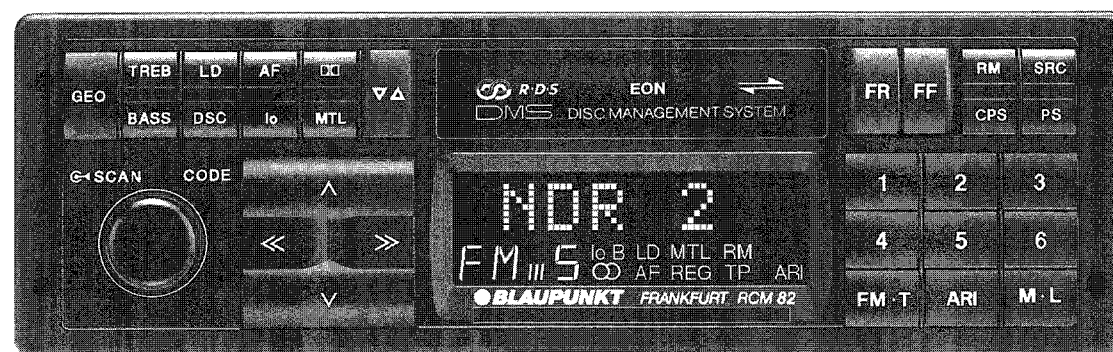 GEO
TREB LD AF
BASS DSC lo MTL
R·D·S EON
DMS DISC MANAGEMENT SYSTEM
FR FF
RM SRC
CPS PS
SCAN CODE
NDR 2
FM III 5 lo B LD MTL RM
AF REG TP ARI
BLAUPUNKT FRANKFURT RCM 82
1 2 3
4 5 6
FM·T ARI M·L